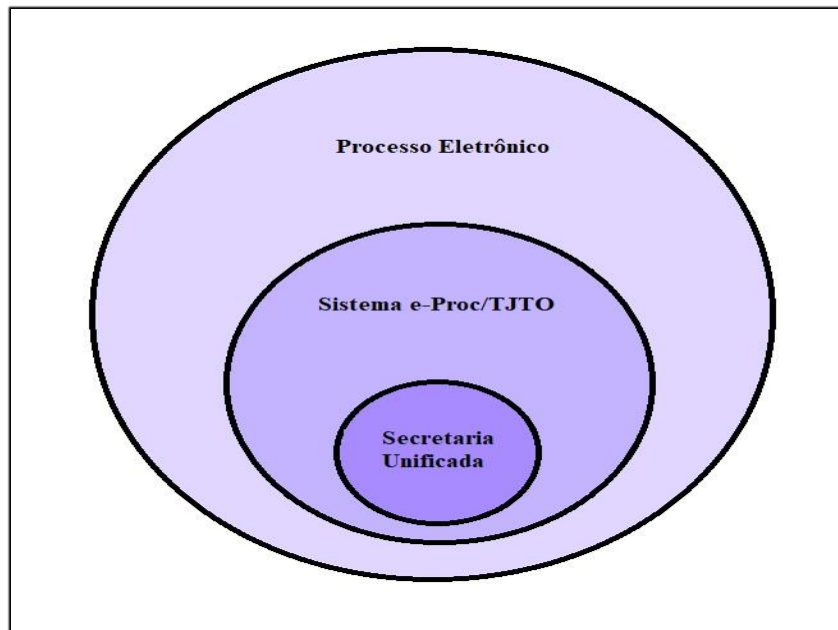 Processo Eletrônico
Sistema e-Proc/TJTO
Secretaria
Unificada